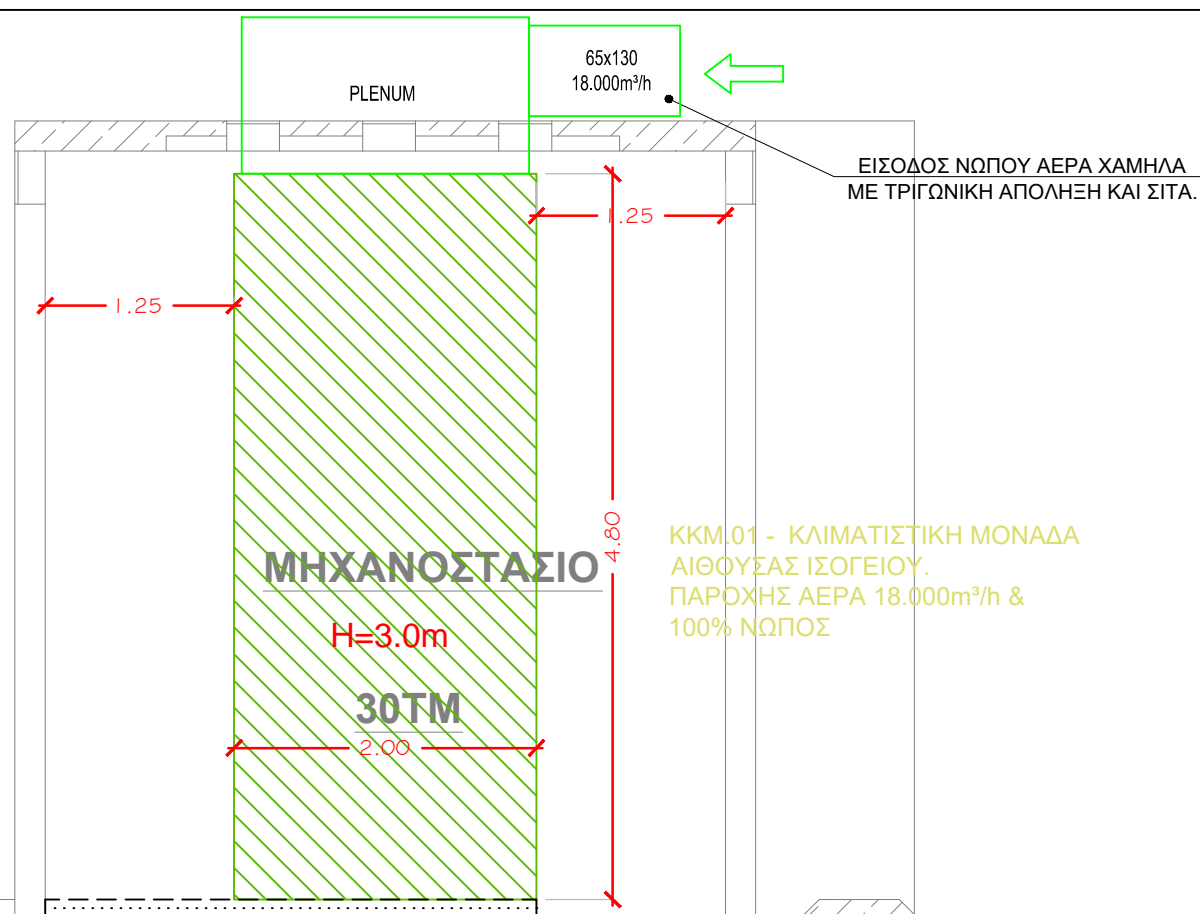 65x130
18.000m³/h
PLENUM
ΕΙΣΟΔΟΣ ΝΩΠΟΥ ΑΕΡΑ ΧΑΜΗΛΑ
ΜΕ ΤΡΙΓΩΝΙΚΗ ΑΠΟΛΗΞΗ ΚΑΙ ΣΙΤΑ.
1.25
1.25
4.80
ΚΚΜ.01 - ΚΛΙΜΑΤΙΣΤΙΚΗ ΜΟΝΑΔΑ
ΑΙΘΟΥΣΑΣ ΙΣΟΓΕΙΟΥ.
ΠΑΡΟΧΗΣ ΑΕΡΑ 18.000m³/h &
100% ΝΩΠΟΣ
ΜΗΧΑΝΟΣΤΑΣΙΟ
H=3.0m
30ΤΜ
2.00